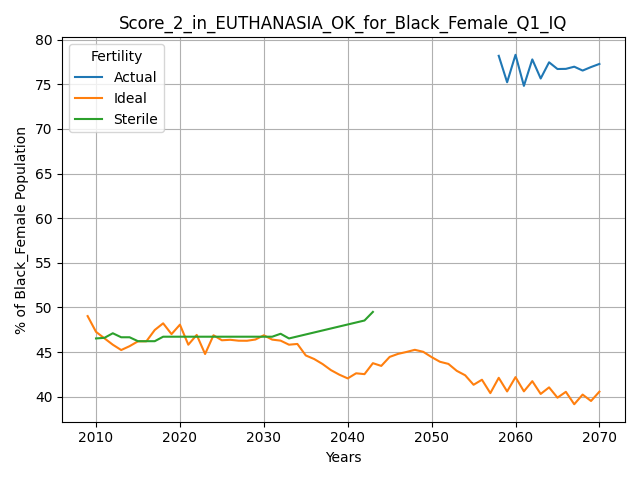 Score_2_in_EUTHANASIA_OK_for_Black_Female_Q1_IQ
Fertility
Actual
Ideal
Sterile
% of Black_Female Population
80
75
70
65
60
55
50
45
40
2010 2020 2030 2040 2050 2060 2070
Years